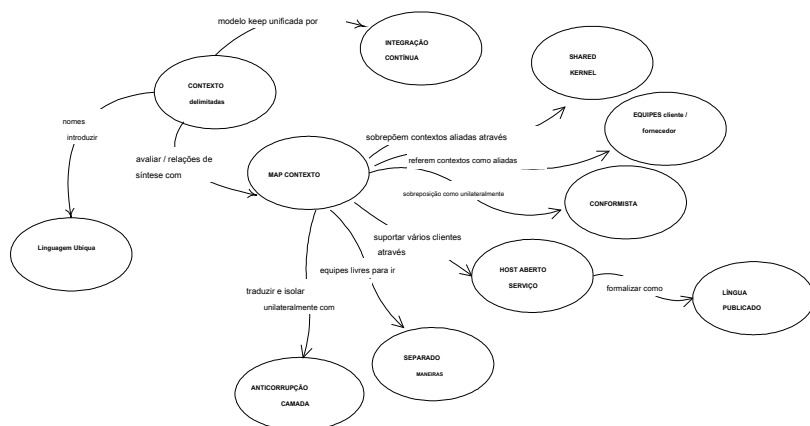 modelo keep unificada por
INTEGRAÇÃO
CONTÍNUA
SHARED
KERNEL
CONTEXTO
delimitadas
EQUIPES cliente /
fornecedor
nomes
introduzir
sobrepõem contextos aliadas através
avaliar / relações de
síntese com
referem contextos como aliadas
MAP CONTEXTO
sobreposição como unilateralmente
CONFORMISTA
suportar vários clientes
através
Linguagem Ubíqua
equipes livres para ir
HOST ABERTO
SERVIÇO
formalizar como
LÍNGUA
PUBLICADO
traduzir e isolar
unilateralmente com
SEPARADO
MANEIRAS
ANTICORRUPÇÃO
CAMADA